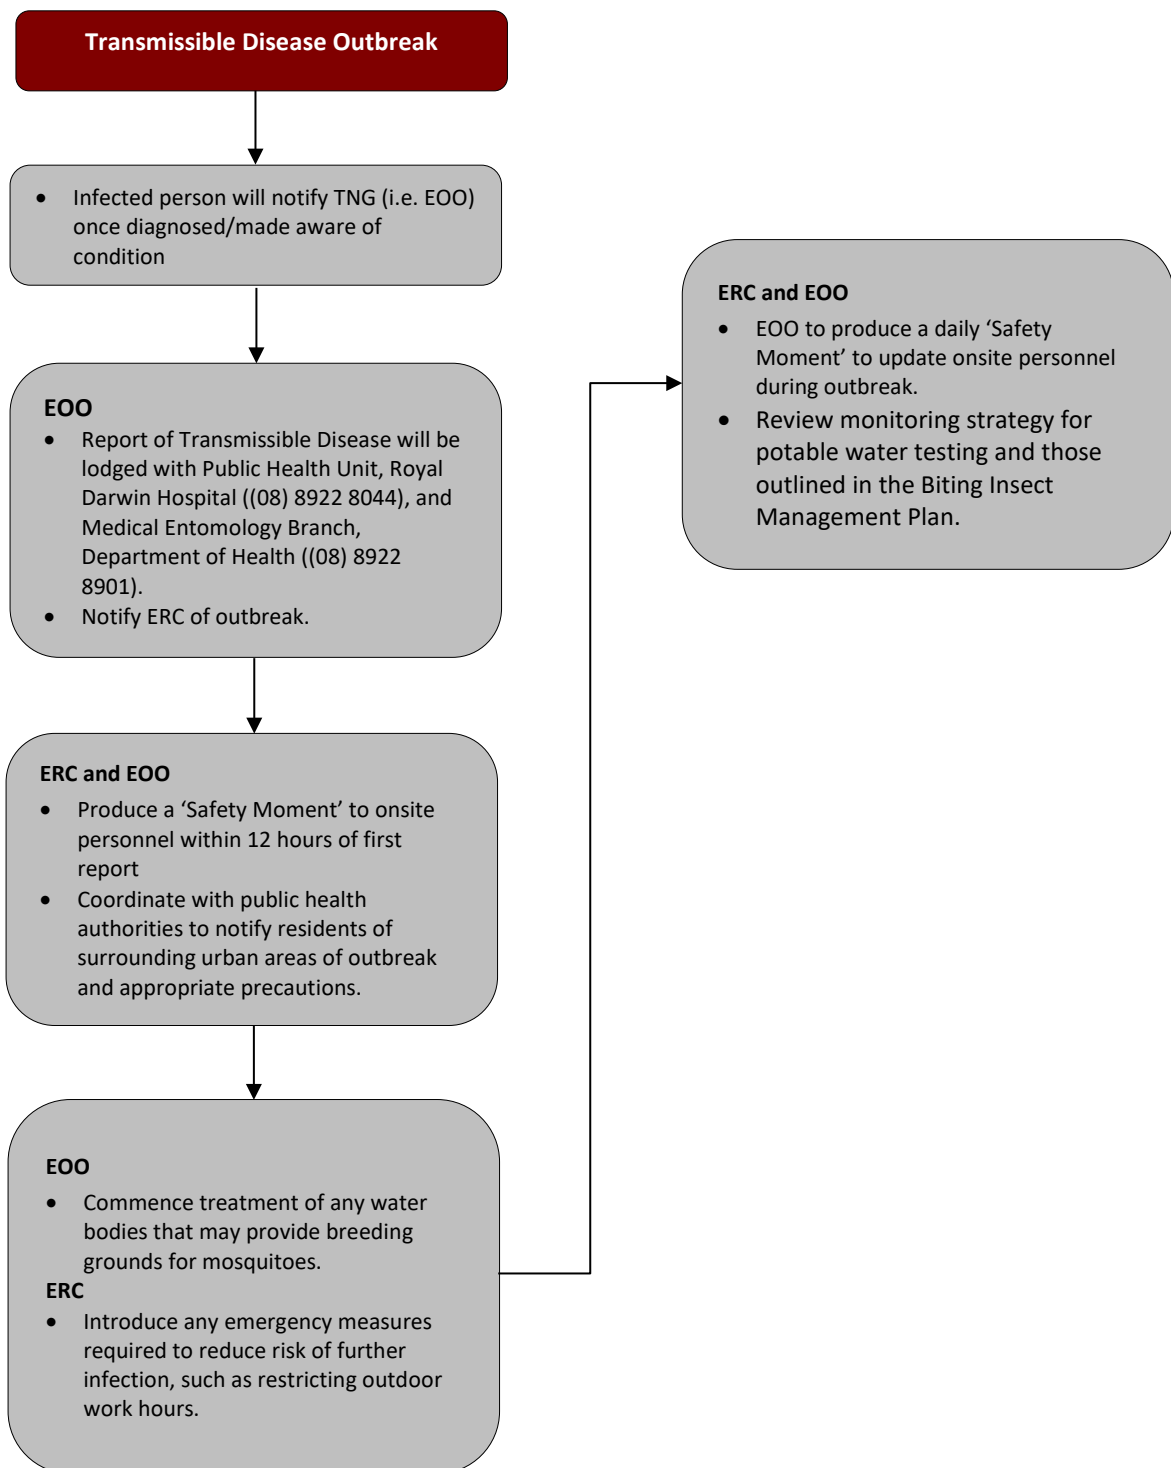 Transmissible Disease Outbreak
• Infected person will notify TNG (i.e. EOO)
once diagnosed/made aware of
condition
EOO
• Report of Transmissible Disease will be
lodged with Public Health Unit, Royal
Darwin Hospital ((08) 8922 8044), and
Medical Entomology Branch,
Department of Health ((08) 8922
8901).
• Notify ERC of outbreak.
ERC and EOO
• Produce a ‘Safety Moment’ to onsite
personnel within 12 hours of first
report
• Coordinate with public health
authorities to notify residents of
surrounding urban areas of outbreak
and appropriate precautions.
EOO
• Commence treatment of any water
bodies that may provide breeding
grounds for mosquitoes.
ERC
• Introduce any emergency measures
required to reduce risk of further
infection, such as restricting outdoor
work hours.
ERC and EOO
• EOO to produce a daily ‘Safety
Moment’ to update onsite personnel
during outbreak.
• Review monitoring strategy for
potable water testing and those
outlined in the Biting Insect
Management Plan.